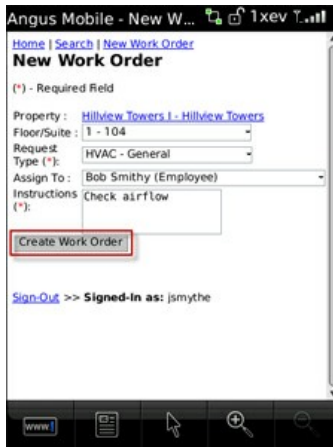 Angus Mobile - New W... 1xev
Home | Search | New Work Order
New Work Order
(*) - Required Field
Property : Hillview Towers I - Hillview Towers
Floor/Suite : 1 - 104
Request Type (*): HVAC - General
Assign To : Bob Smithy (Employee)
Instructions (*): Check airflow
Create Work Order
Sign-Out >> Signed-In as: jsmythe
www